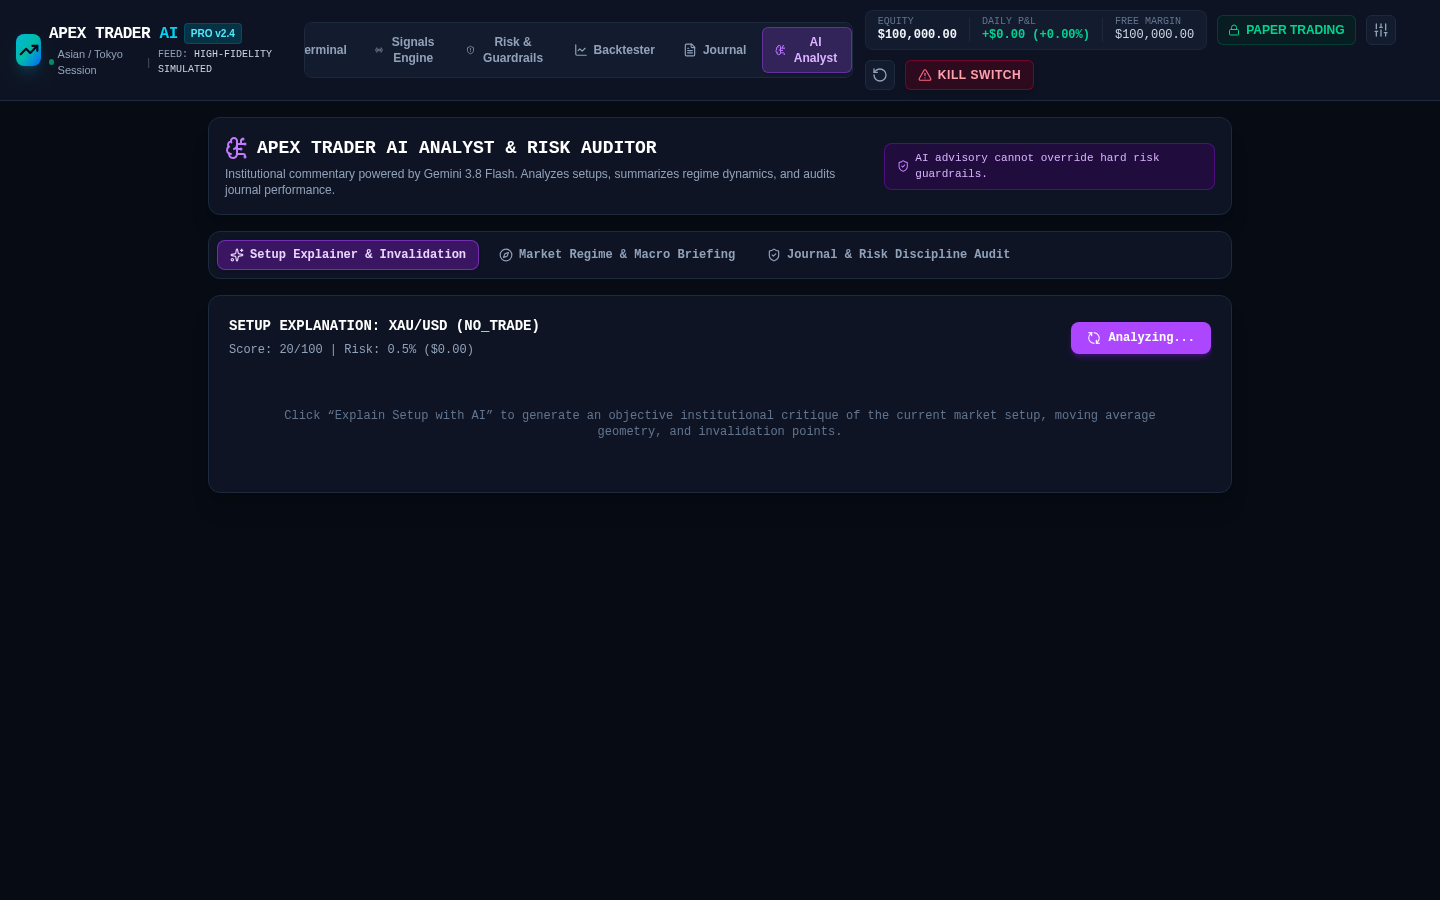 APEX TRADER AI PRO v2.4
Asian / Tokyo
Session
|
FEED: HIGH-FIDELITY
SIMULATED
erminal
Signals
Engine
Risk &
Guardrails
Backtester
Journal
AI
Analyst
EQUITY
$100,000.00
DAILY P&L
+$0.00 (+0.00%)
FREE MARGIN
$100,000.00
PAPER TRADING
KILL SWITCH
APEX TRADER AI ANALYST & RISK AUDITOR
Institutional commentary powered by Gemini 3.8 Flash. Analyzes setups, summarizes regime dynamics, and audits
journal performance.
AI advisory cannot override hard risk
guardrails.
Setup Explainer & Invalidation
Market Regime & Macro Briefing
Journal & Risk Discipline Audit
SETUP EXPLANATION: XAU/USD (NO_TRADE)
Score: 20/100 | Risk: 0.5% ($0.00)
Analyzing...
Click “Explain Setup with AI” to generate an objective institutional critique of the current market setup, moving average
geometry, and invalidation points.